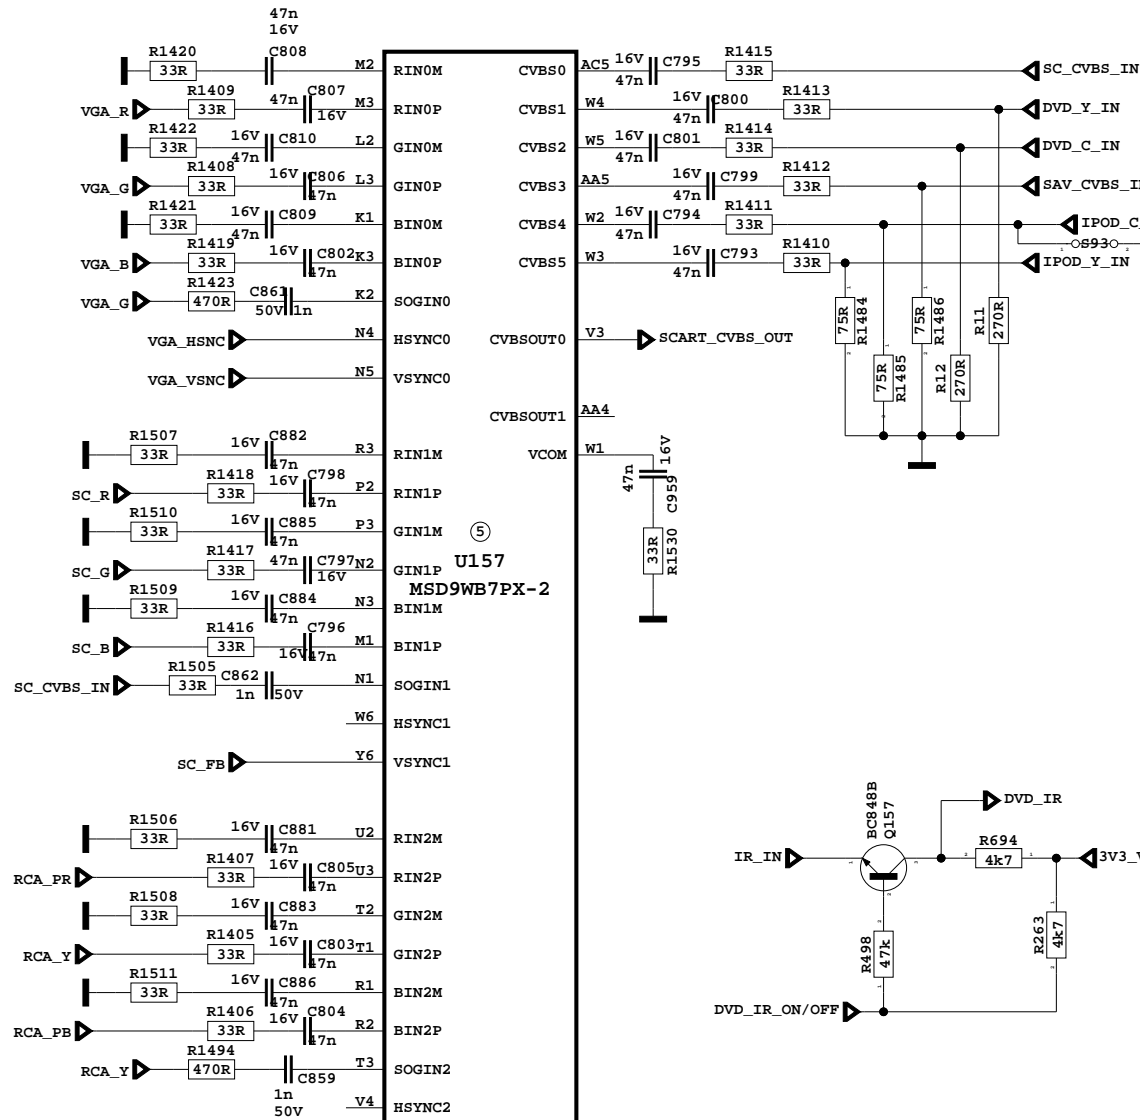 47n
16V
R1420 33R C808 M2 RIN0M
VGA_R R1409 33R 47n C807 16V M3 RIN0P
R1422 33R 16V C810 47n L2 GIN0M
VGA_G R1408 33R 16V C806 47n L3 GIN0P
R1421 33R 16V C809 47n K1 BIN0M
VGA_B R1419 33R 16V C802 47n K3 BIN0P
VGA_G R1423 470R C861 50V 1n K2 SOGIN0
VGA_HSNC N4 HSYNC0
VGA_VSNC N5 VSYNC0
R1507 33R 16V C882 47n R3 RIN1M
SC_R R1418 33R 16V C798 47n P2 RIN1P
R1510 33R 16V C885 P3 GIN1M
SC_G R1417 33R 47n C797 16V N2 GIN1P
R1509 33R 16V C884 47n N3 BIN1M
SC_B R1416 33R C796 16V 47n M1 BIN1P
SC_CVBS_IN R1505 33R C862 1n 50V N1 SOGIN1
W6 HSYNC1
SC_FB Y6 VSYNC1
R1506 33R 16V C881 47n U2 RIN2M
RCA_PR R1407 33R 16V C805 47n U3 RIN2P
R1508 33R 16V C883 47n T2 GIN2M
RCA_Y R1405 33R 16V C803 47n T1 GIN2P
R1511 33R 16V C886 47n R1 BIN2M
RCA_PB R1406 33R 16V C804 47n R2 BIN2P
RCA_Y R1494 470R C859 1n 50V T3 SOGIN2
V4 HSYNC2
5
U157
MSD9WB7PX-2
CVBS0 AC5 16V C795 47n R1415 33R SC_CVBS_IN
CVBS1 W4 16V C800 47n R1413 33R DVD_Y_IN
CVBS2 W5 16V C801 47n R1414 33R DVD_C_IN
CVBS3 AA5 16V C799 47n R1412 33R SAV_CVBS_I
CVBS4 W2 16V C794 47n R1411 33R IPOD_C_
S93
CVBS5 W3 16V C793 47n R1410 33R IPOD_Y_IN
75R R1484
75R R1485
75R R1486
R12 270R
R11 270R
CVBSOUT0 V3 SCART_CVBS_OUT
CVBSOUT1 AA4
VCOM W1
47n 16V C959
33R R1530
BC848B
Q157
DVD_IR
IR_IN 1 3 2 R694 4k7 1 3V3_V
R498 47k
R263 4k7
DVD_IR_ON/OFF